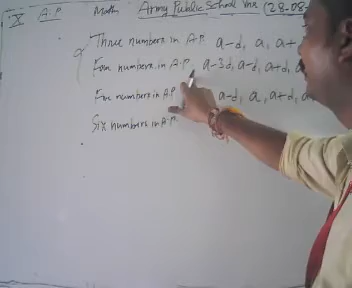 X A.P. Math Army Public School Vns (28-08-
Three numbers in A.P. a-d, a, a+
Four numbers in A.P. a-3d, a-d, a+d, a
Five numbers in A.P a-d, a, a+d, a
Six numbers in A.P.